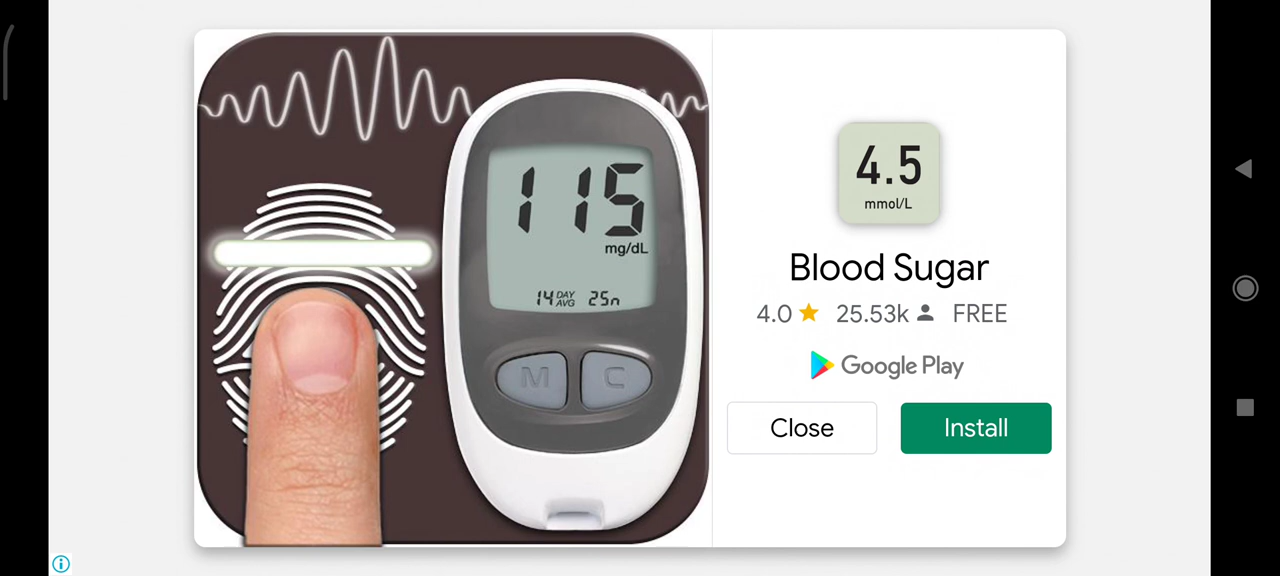 115
mg/dL
14 DAY AVG 25n
M C
4.5
mmol/L
Blood Sugar
4.0 25.53k FREE
Google Play
Close Install